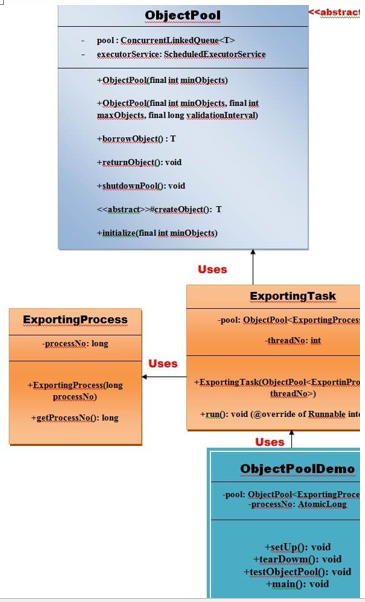 ObjectPool
<<abstract
- pool : ConcurrentLinkedQueue<T>
- executorService: ScheduledExecutorService
+ObjectPool(final int minObjects)
+ObjectPool(final int minObjects, final int
maxObjects, final long validationInterval)
+borrowObject() : T
+returnObject(): void
+shutdownPool(): void
<<abstract>>#createObject(): T
+initialize(final int minObjects)
Uses
ExportingProcess
-processNo: long
+ExportingProcess(long
processNo)
+getProcessNo(): long
Uses
ExportingTask
-pool: ObjectPool<ExportingProcess
-threadNo: int
+ExportingTask(ObjectPool<ExportinPro
threadNo>)
+run(): void (@override of Runnable inte
Uses
ObjectPoolDemo
-pool: ObjectPool<ExportingProce
-processNo: AtomicLong
+setUp(): void
+tearDowm(): void
+testObjectPool(): void
+main(): void